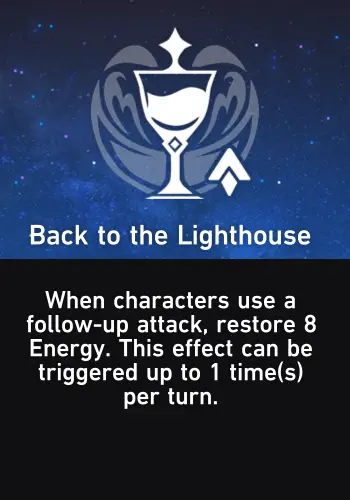 Back to the Lighthouse
When characters use a
follow-up attack, restore 8
Energy. This effect can be
triggered up to 1 time(s)
per turn.